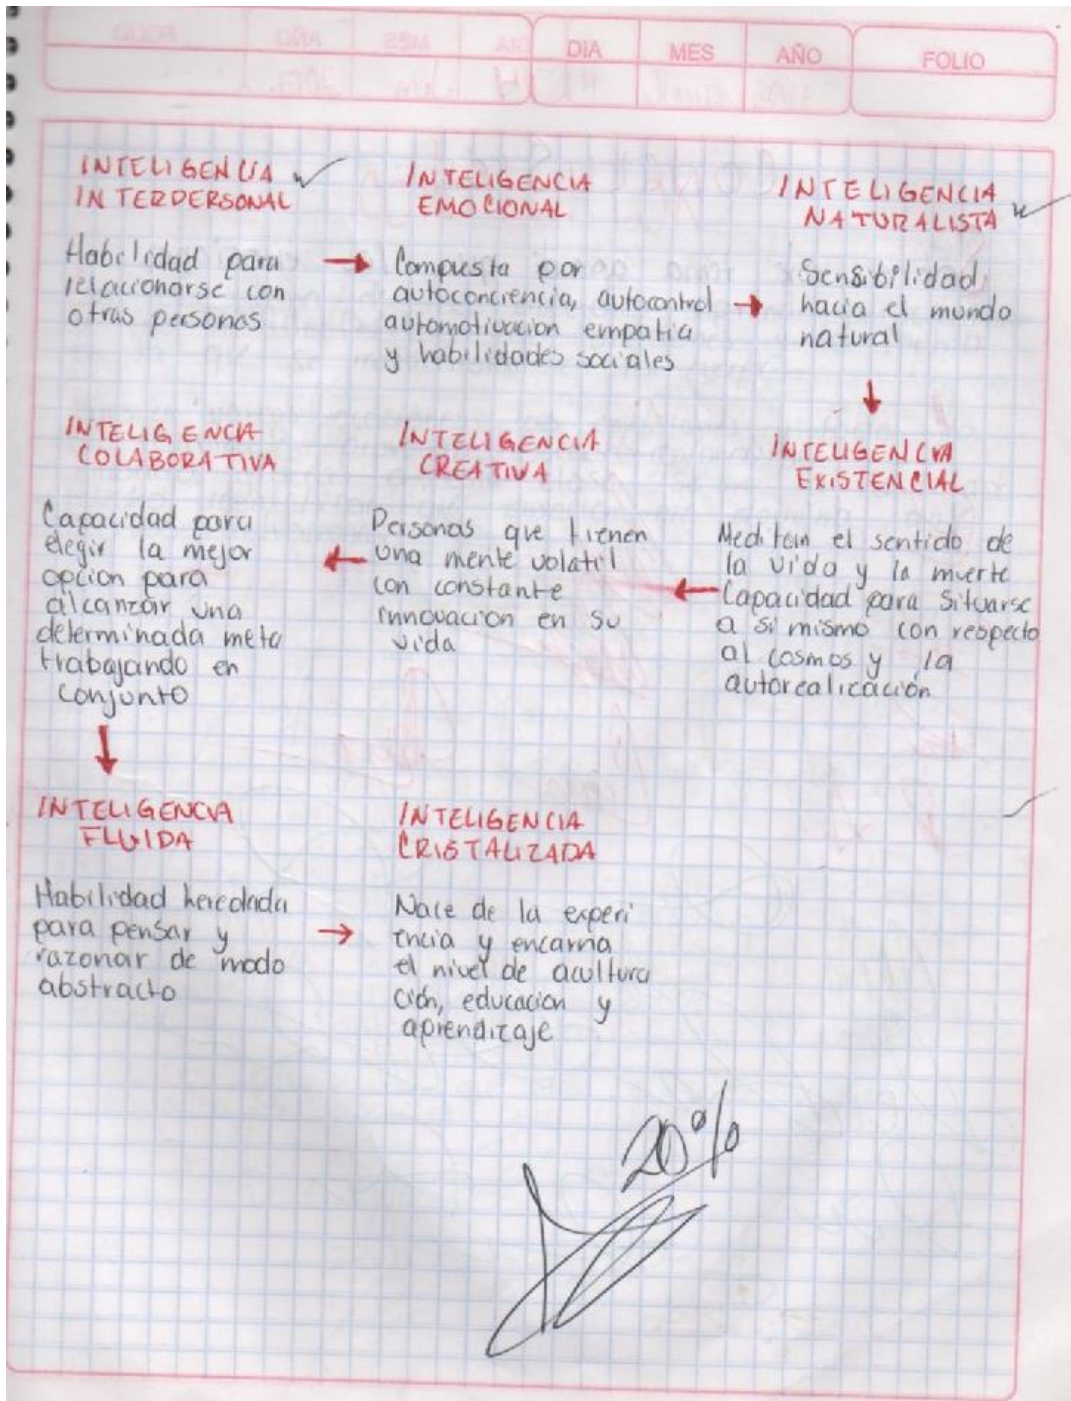 DIA MES AÑO FOLIO
INTELIGENCIA
INTERPERSONAL
Habilidad para
relacionarse con
otras personas
INTELIGENCIA
EMOCIONAL
Compuesta por
autoconciencia, autocontrol
automotivacion empatia
y habilidades sociales
INTELIGENCIA
NATURALISTA
Sensibilidad
hacia el mundo
natural
INTELIGENCIA
EXISTENCIAL
Meditan el sentido de
la vida y la muerte
Capacidad para situarse
a si mismo con respecto
al cosmos y la
autorealicación
INTELIGENCIA
CREATIVA
Personas que tienen
una mente volatil
con constante
innovacion en su
vida
INTELIGENCIA
COLABORATIVA
Capacidad para
elegir la mejor
opcion para
alcanzar una
determinada meta
trabajando en
conjunto
INTELIGENCIA
FLUIDA
Habilidad heredada
para pensar y
razonar de modo
abstracto
INTELIGENCIA
CRISTALIZADA
Nace de la experi
encia y encarna
el nivel de acultura
ción, educacion y
aprendizaje
20%